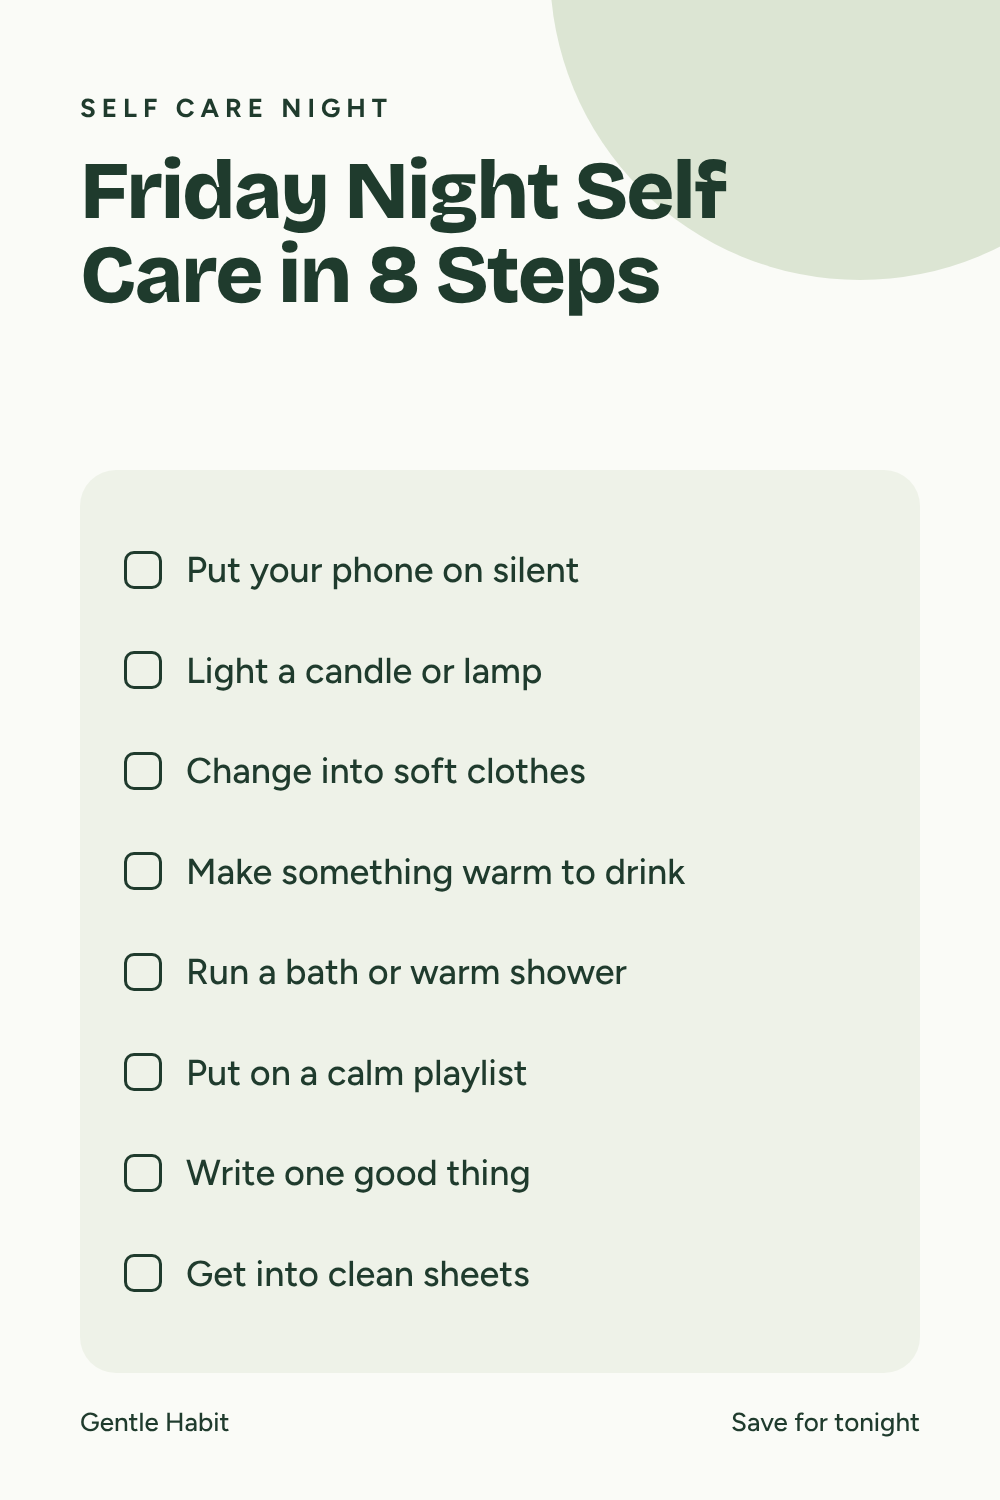 SELF CARE NIGHT
Friday Night Self
Care in 8 Steps
Put your phone on silent
Light a candle or lamp
Change into soft clothes
Make something warm to drink
Run a bath or warm shower
Put on a calm playlist
Write one good thing
Get into clean sheets
Gentle Habit
Save for tonight